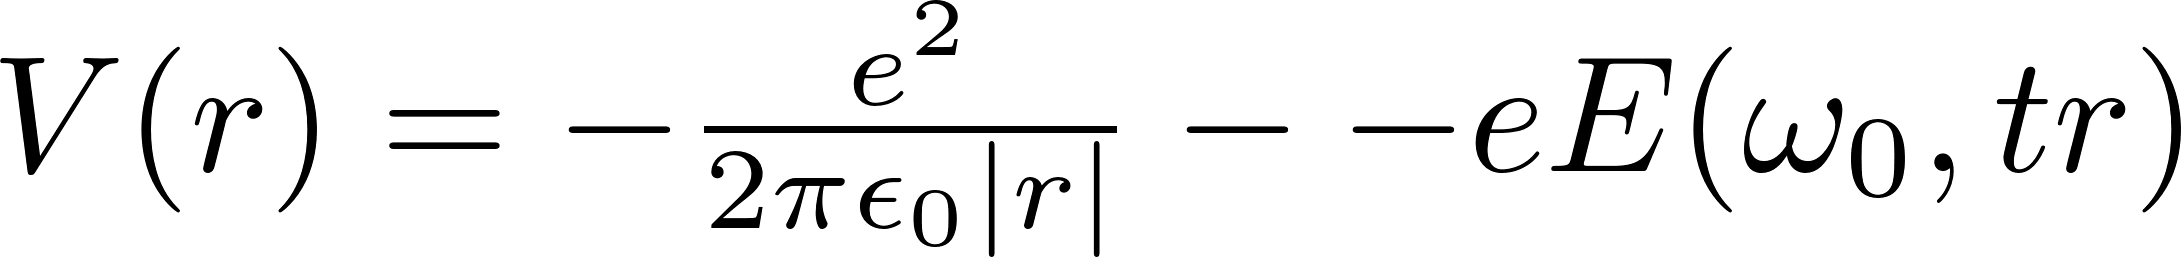 $V(r) = -\frac{e^2}{2\pi\epsilon_0|r|} - -eE(\omega_0, tr)$